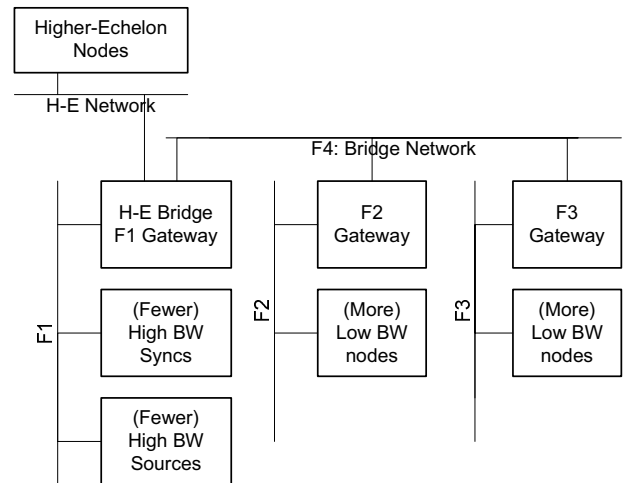 Higher-Echelon
Nodes
H-E Network
F4: Bridge Network
H-E Bridge
F1 Gateway
F2
Gateway
F3
Gateway
F1
(Fewer)
High BW
Syncs
F2
(More)
Low BW
nodes
F3
(More)
Low BW
nodes
(Fewer)
High BW
Sources